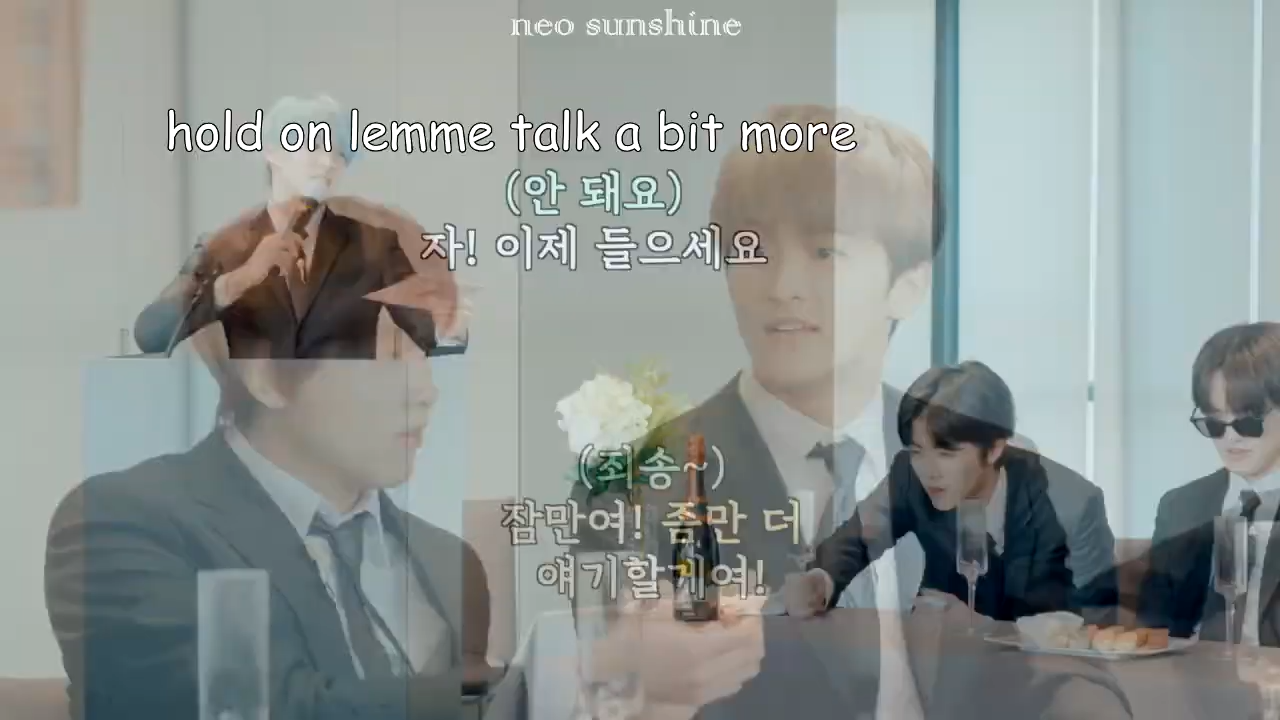 neo sunshine
hold on lemme talk a bit more
(안 돼요)
자! 이제 들으세요
(죄송~)
잠만여! 좀만 더
얘기할게여!